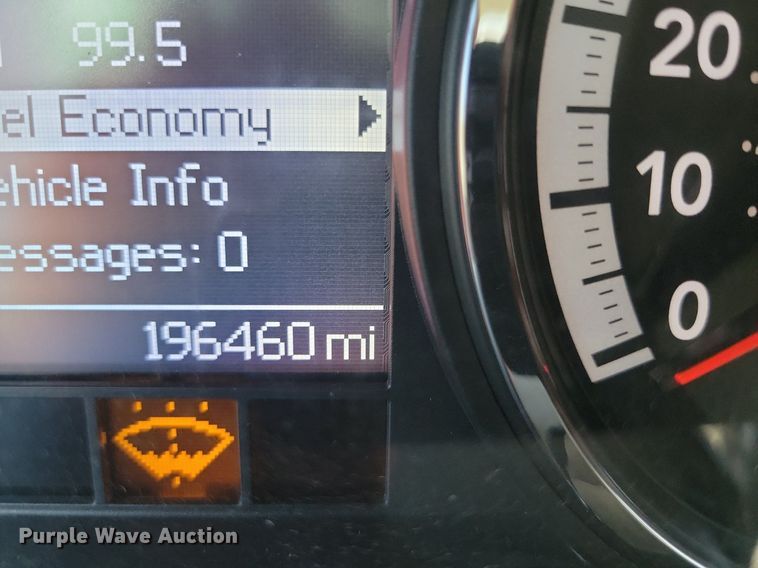 99.5
el Economy
ehicle Info
essages: 0
196460 mi
20
10
0
Purple Wave Auction